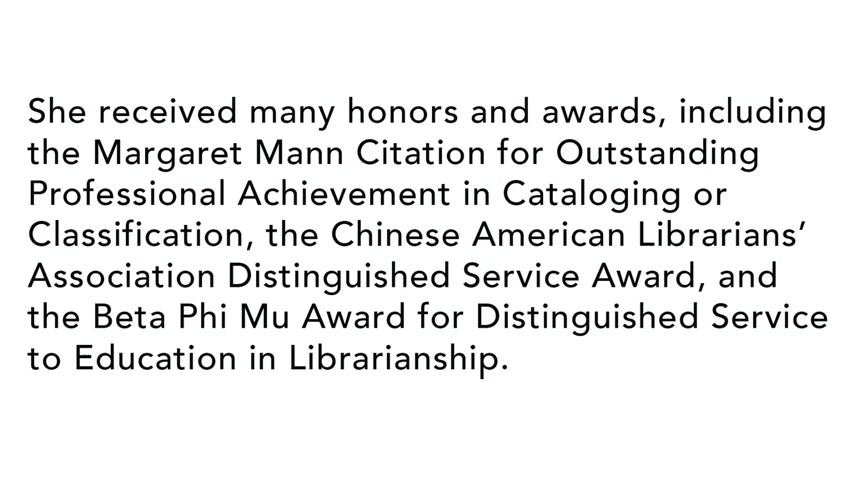 She received many honors and awards, including
the Margaret Mann Citation for Outstanding
Professional Achievement in Cataloging or
Classification, the Chinese American Librarians’
Association Distinguished Service Award, and
the Beta Phi Mu Award for Distinguished Service
to Education in Librarianship.